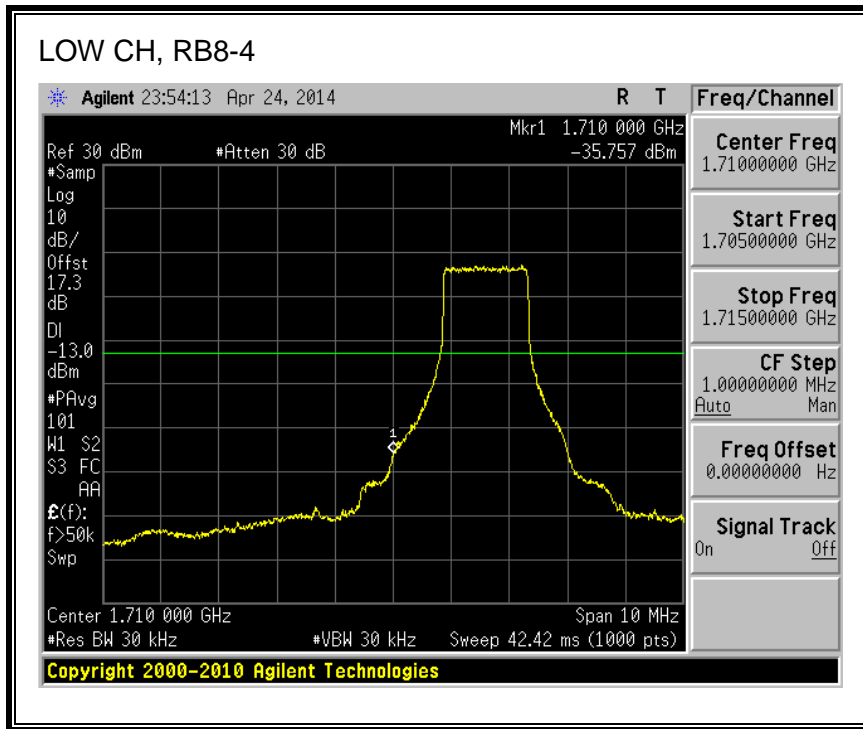 LOW CH, RB8-4
Agilent 23:54:13 Apr 24, 2014 R T
Mkr1 1.710 000 GHz
Ref 30 dBm #Atten 30 dB -35.757 dBm
#Samp
Log
10
dB/
Offst
17.3
dB
DI
-13.0
dBm
#PAvg
101
W1 S2
S3 FC
AA
£(f):
f>50k
Swp
1
Center 1.710 000 GHz Span 10 MHz
#Res BW 30 kHz #VBW 30 kHz Sweep 42.42 ms (1000 pts)
Copyright 2000-2010 Agilent Technologies
Freq/Channel
Center Freq
1.71000000 GHz
Start Freq
1.70500000 GHz
Stop Freq
1.71500000 GHz
CF Step
1.00000000 MHz
Auto Man
Freq Offset
0.00000000 Hz
Signal Track
On Off